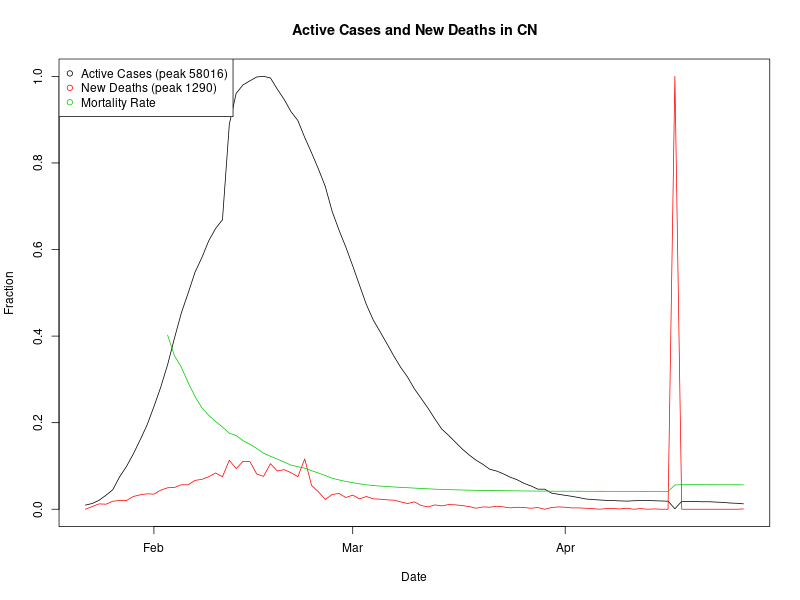 Active Cases and New Deaths in CN
Active Cases (peak 58016)
New Deaths (peak 1290)
Mortality Rate
1.0
0.8
0.6
0.4
0.2
0.0
Fraction
Feb Mar Apr
Date